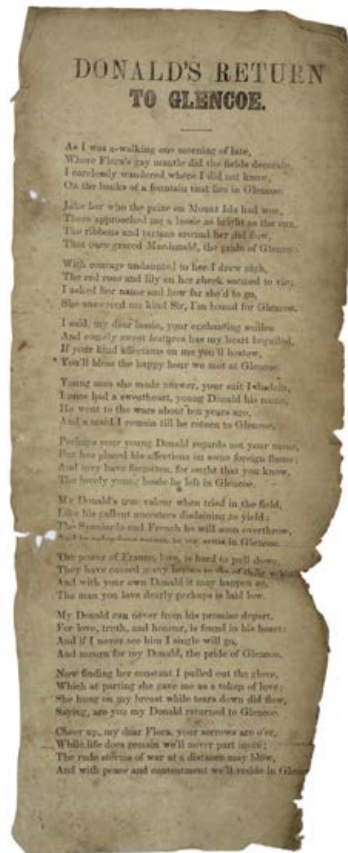 DONALD'S RETURN
TO GLENCOE.
As I was a-walking one morning of late,
Where Flora's gay mantle did the fields decorate,
I carelessly wandered where I did not know,
On the banks of a fountain that lies in Glencoe.
Like her who the prize on Mount Ida had won,
There approached me a lassie as bright as the sun,
The ribbons and tartans around her did flow,
That once graced Macdonald, the pride of Glencoe.
With courage undaunted to her I drew nigh,
The red rose and lily on her cheek seemed to vie;
I asked her name and how far she'd to go,
She answered me kind Sir, I'm bound for Glencoe.
I said, my dear lassie, your enchanting smiles
And comely sweet features has my heart beguiled,
If your kind affections on me you'll bestow,
You'll bless the happy hour we met at Glencoe.
Young man she made answer, your suit I disdain,
I once had a sweetheart, young Donald his name,
He went to the wars about ten years ago,
And a maid I remain till he return to Glencoe.
Perhaps your young Donald regards not your name,
But has placed his affections on some foreign flame;
And may have forgotten, for ought that you know,
The lovely young lassie he left in Glencoe.
My Donald's true valour when tried in the field,
Like his gallant ancestors disdaining to yield;
The Spaniards and French he will soon overthrow,
And in return to my arms in Glencoe.
The power of France, love, is hard to pull down,
They have caused many heroes to die of their
And with your own Donald it may happen so,
The man you love dearly perhaps is laid low.
My Donald can never from his promise depart,
For love, truth, and honour, is found in his heart;
And if I never see him I single will go,
And mourn for my Donald, the pride of Glencoe.
Now finding her constant I pulled out the glove,
Which at parting she gave me as a token of love;
She hung on my breast while tears down did flow,
Saying, are you my Donald returned to Glencoe.
Cheer up, my dear Flora, your sorrows are o'er,
While life does remain we'll never part more;
The rude storms of war at a distance may blow,
And with peace and contentment we'll reside in Glen